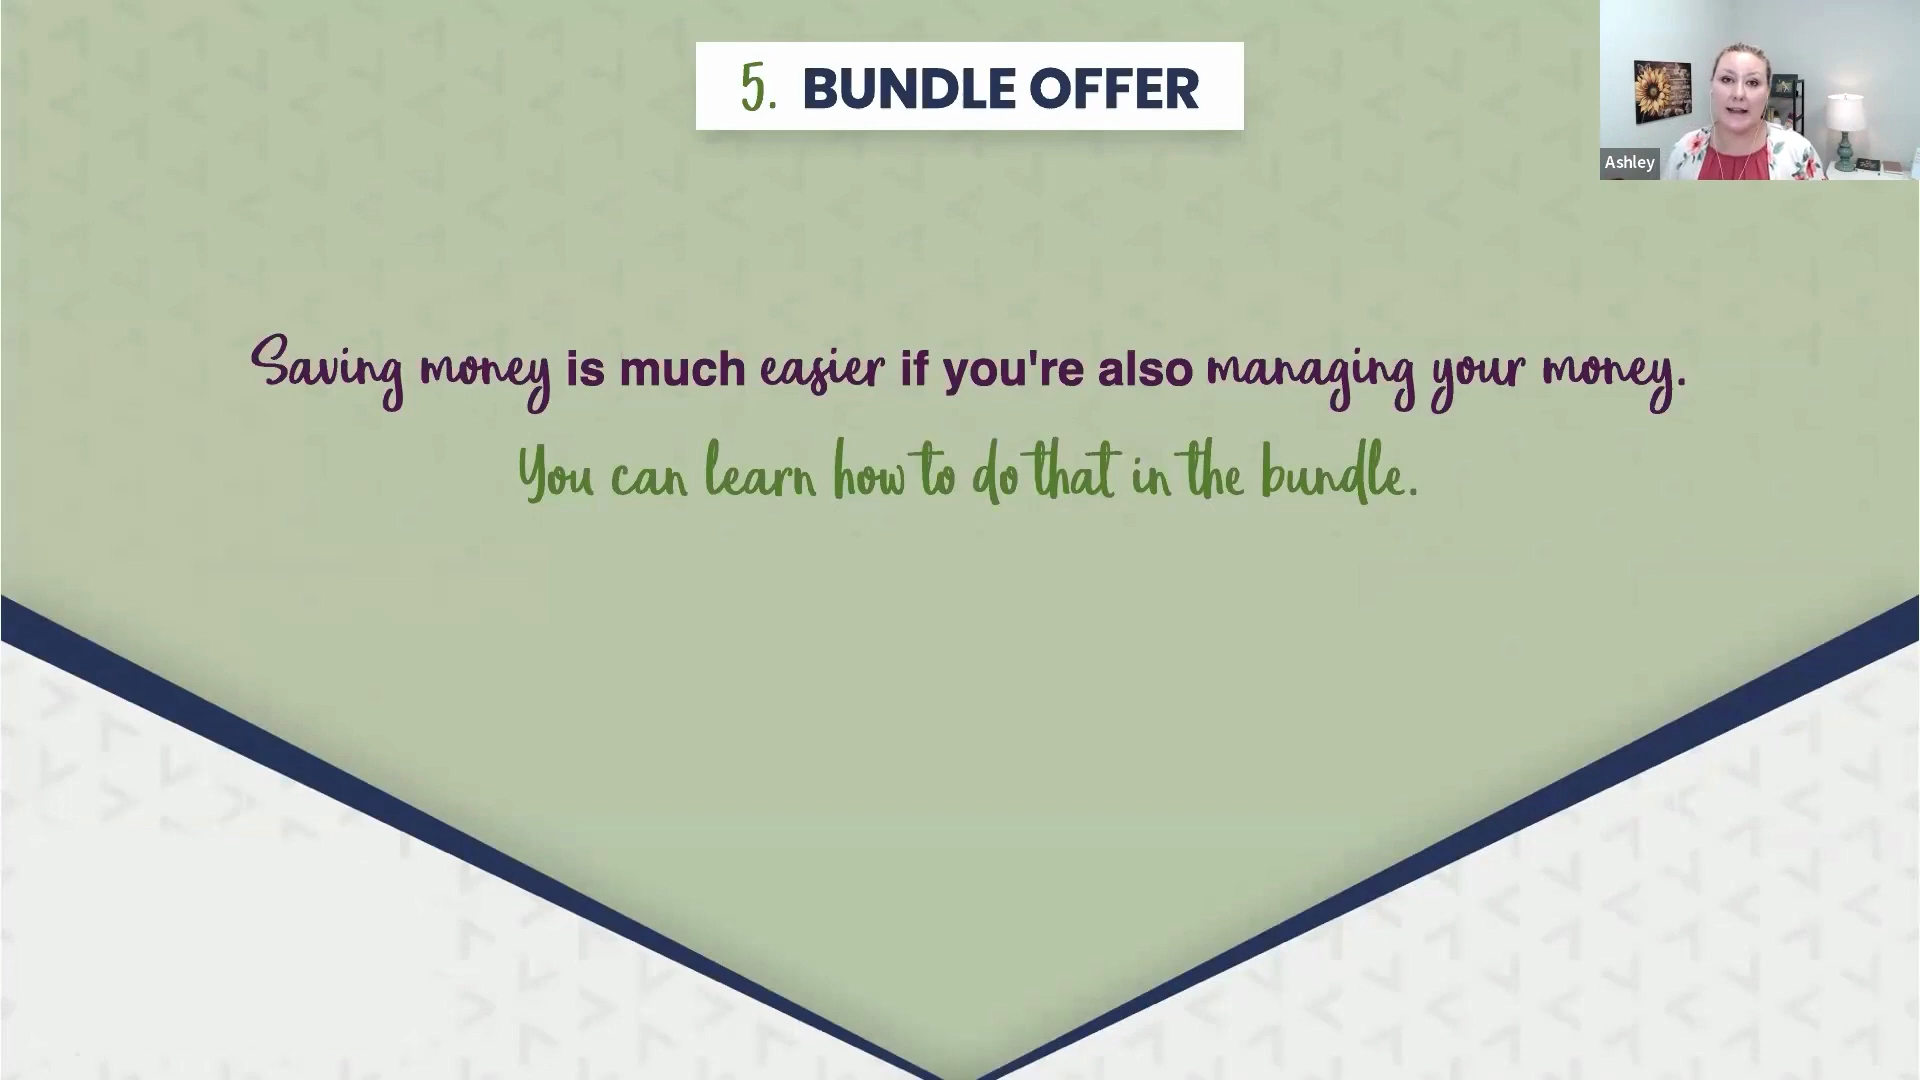 5. BUNDLE OFFER
Ashley
Saving money is much easier if you're also managing your money.
You can learn how to do that in the bundle.